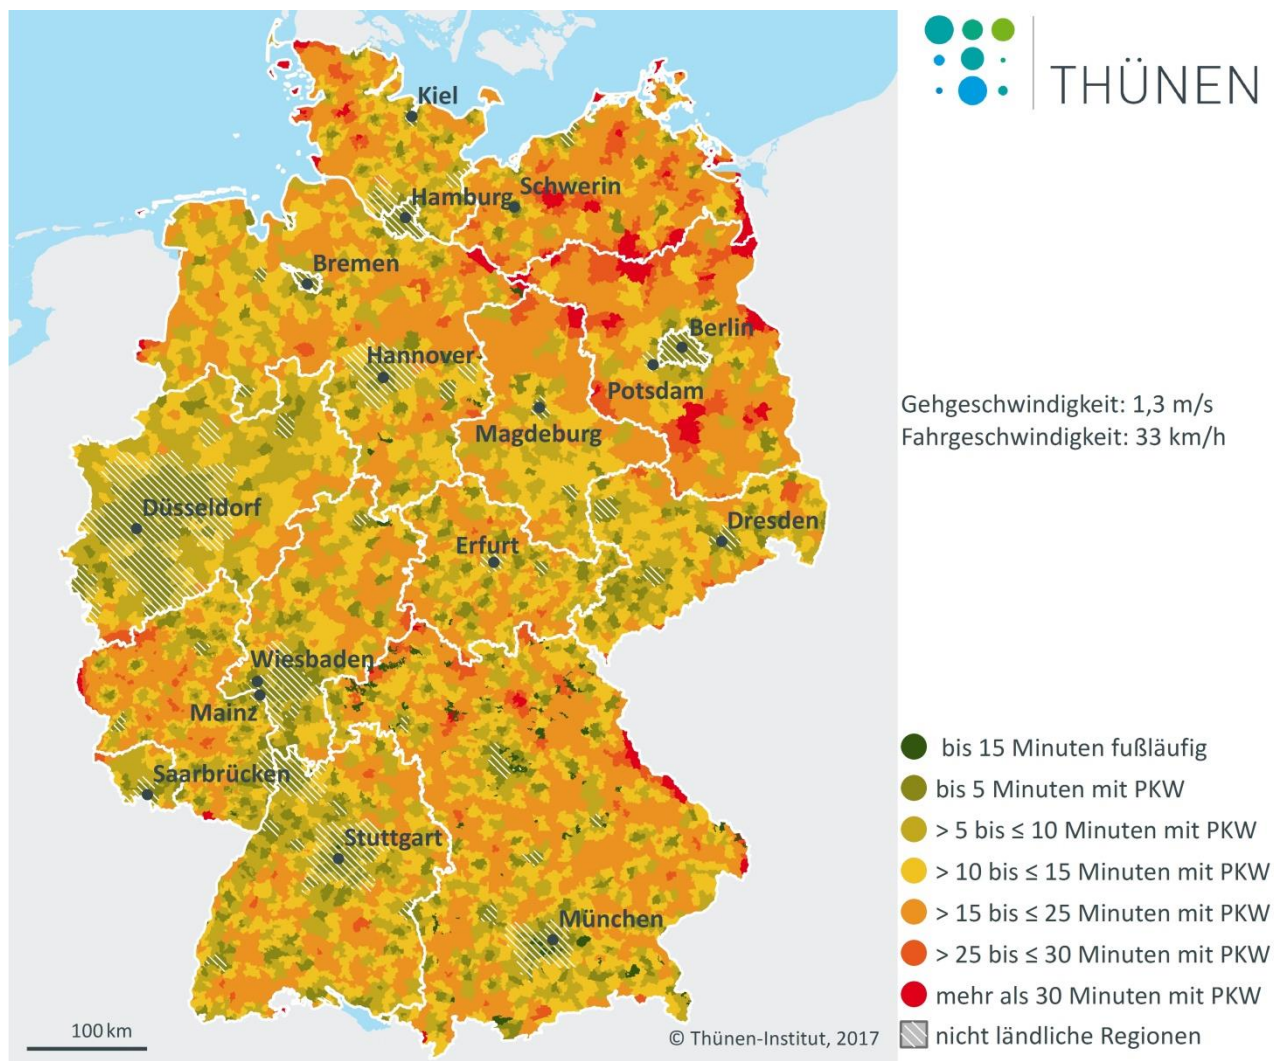 THÜNEN
Kiel
Schwerin
Hamburg
Bremen
Berlin
Hannover
Potsdam
Magdeburg
Düsseldorf
Dresden
Erfurt
Wiesbaden
Mainz
Saarbrücken
Stuttgart
München
Gehgeschwindigkeit: 1,3 m/s
Fahrgeschwindigkeit: 33 km/h
bis 15 Minuten fußläufig
bis 5 Minuten mit PKW
> 5 bis ≤ 10 Minuten mit PKW
> 10 bis ≤ 15 Minuten mit PKW
> 15 bis ≤ 25 Minuten mit PKW
> 25 bis ≤ 30 Minuten mit PKW
mehr als 30 Minuten mit PKW
nicht ländliche Regionen
100 km
© Thünen-Institut, 2017